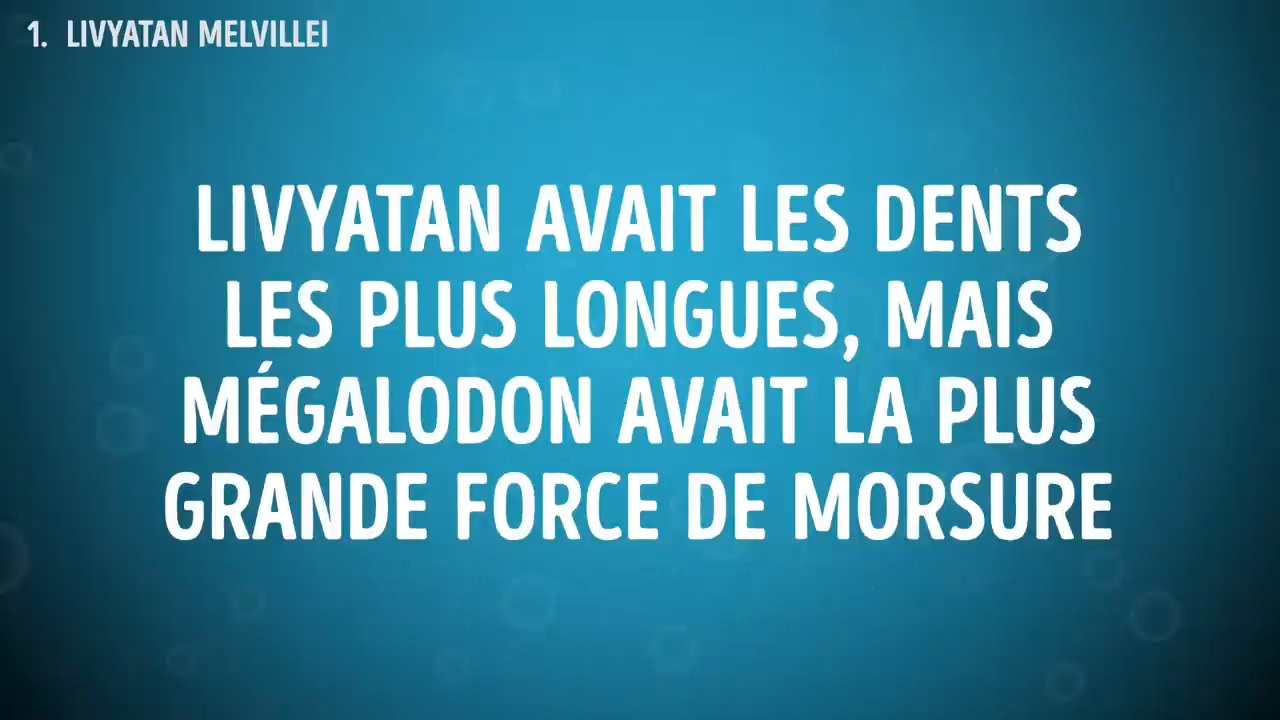 1. LIVYATAN MELVILLEI
LIVYATAN AVAIT LES DENTS
LES PLUS LONGUES, MAIS
MÉGALODON AVAIT LA PLUS
GRANDE FORCE DE MORSURE